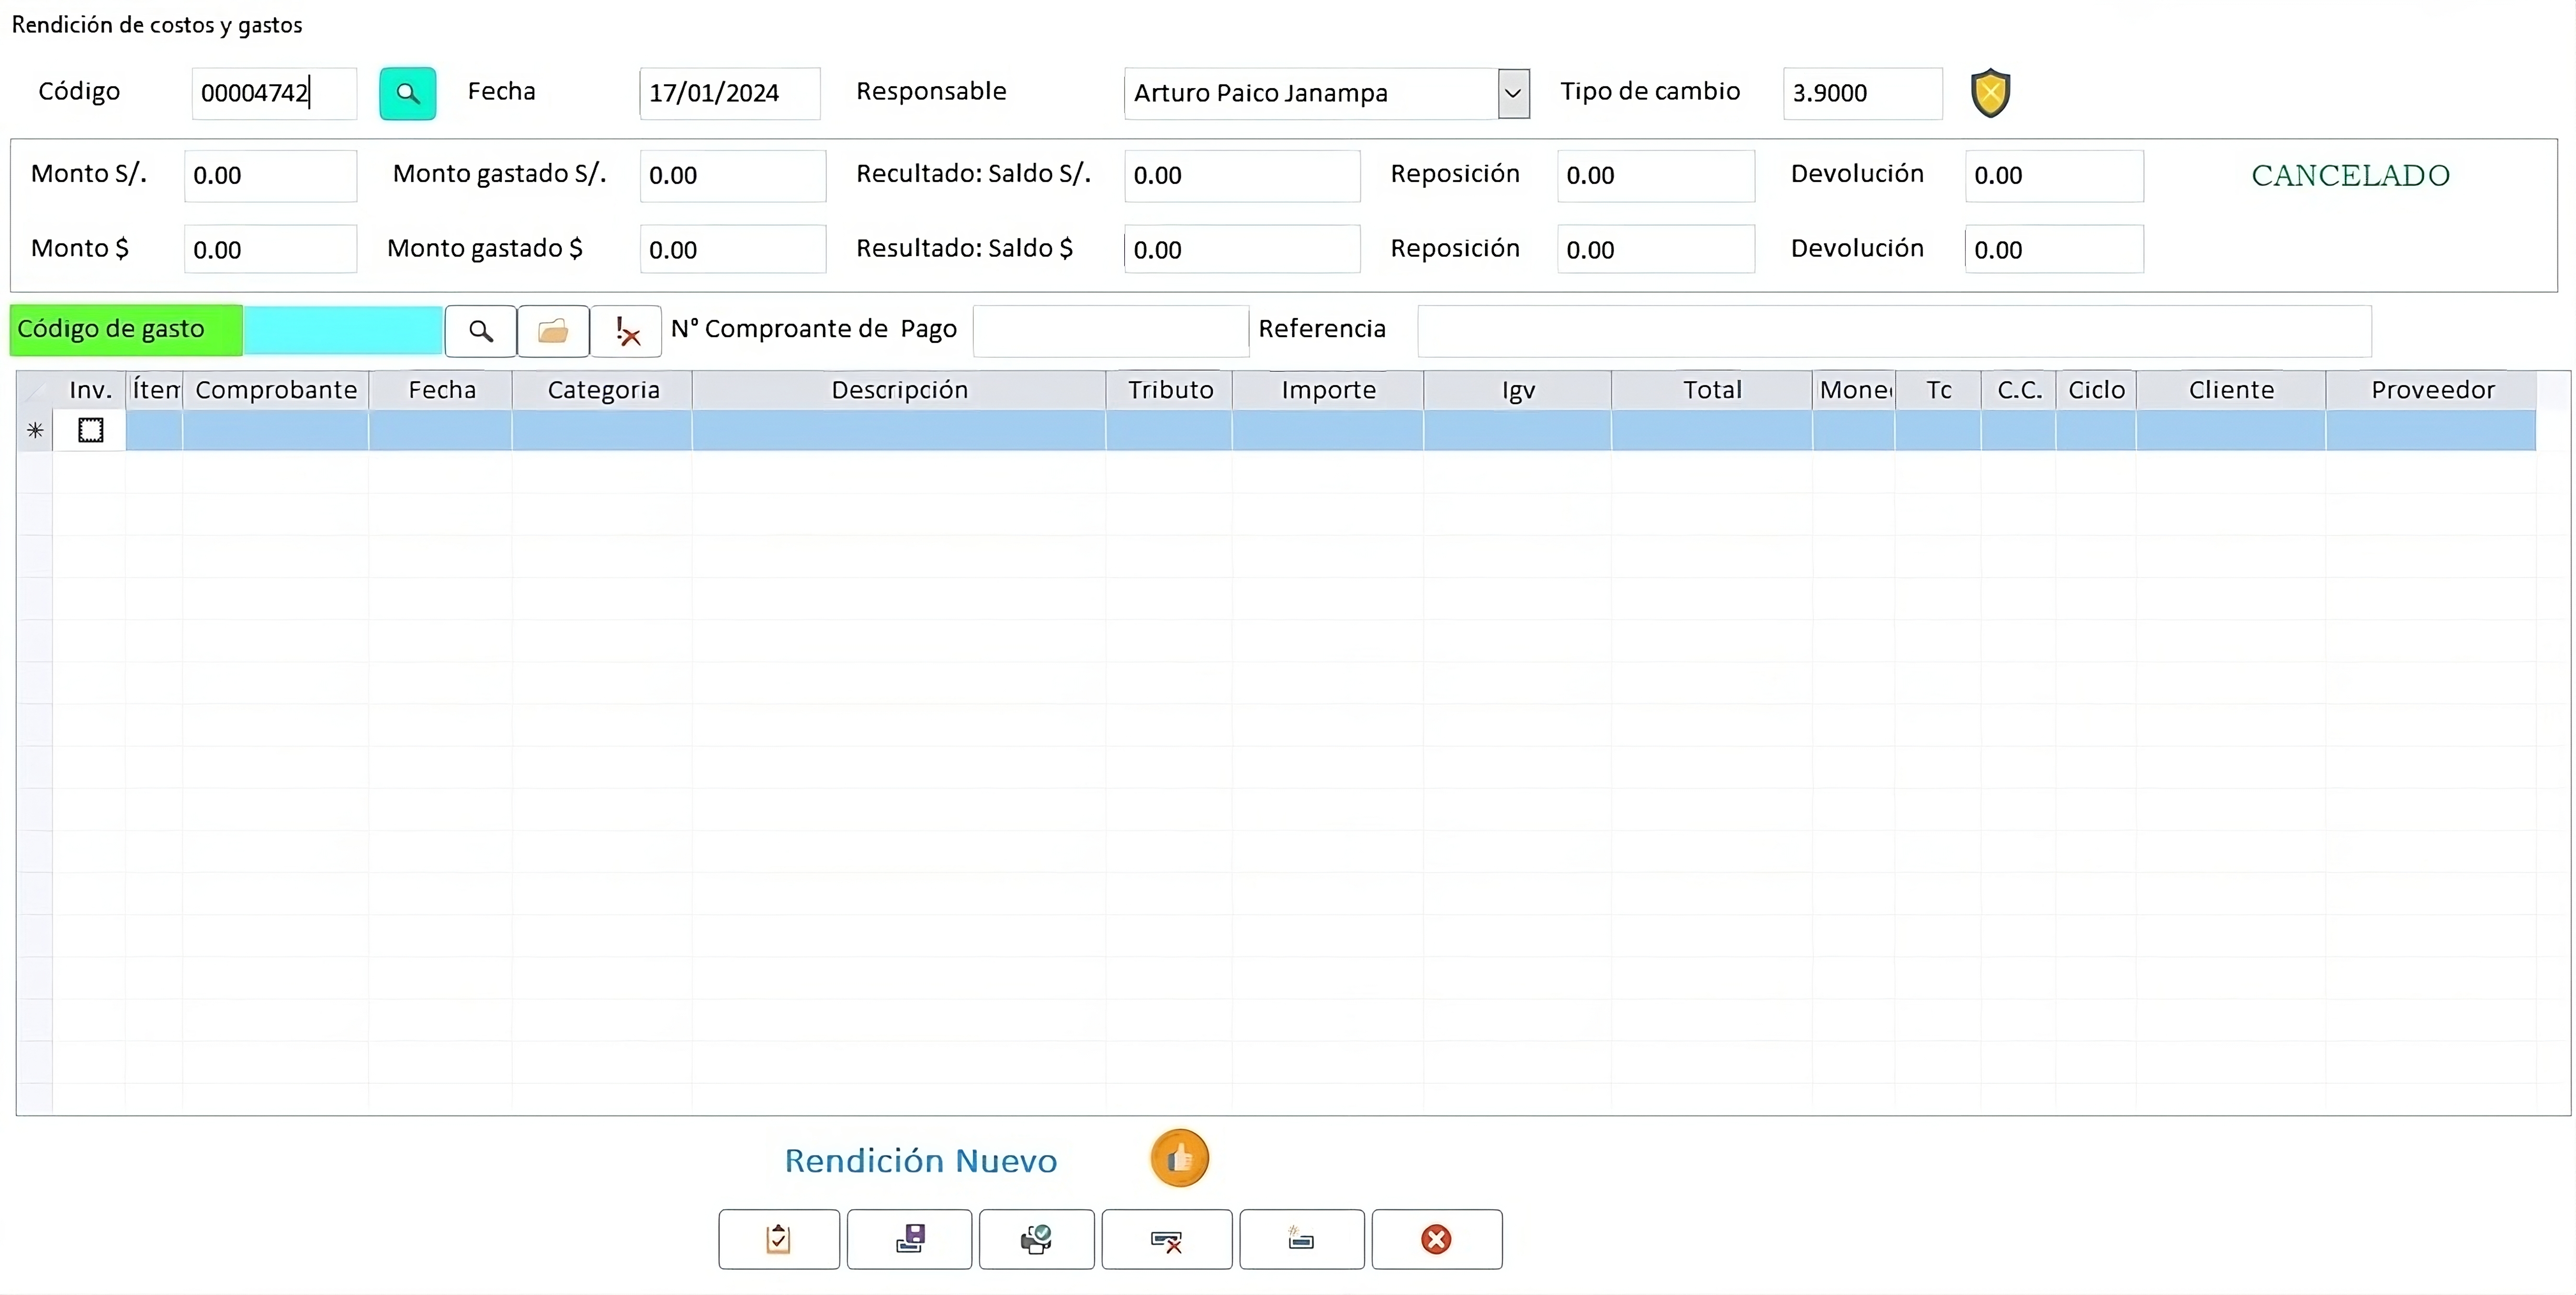 Rendición de costos y gastos
Código 00004742 Fecha 17/01/2024 Responsable Arturo Paico Janampa Tipo de cambio 3.9000
Monto S/. 0.00 Monto gastado S/. 0.00 Recultado: Saldo S/. 0.00 Reposición 0.00 Devolución 0.00 CANCELADO
Monto $ 0.00 Monto gastado $ 0.00 Resultado: Saldo $ 0.00 Reposición 0.00 Devolución 0.00
Código de gasto N° Comproante de Pago Referencia
Inv. Ítem Comprobante Fecha Categoria Descripción Tributo Importe Igv Total Mone Tc C.C. Ciclo Cliente Proveedor
Rendición Nuevo